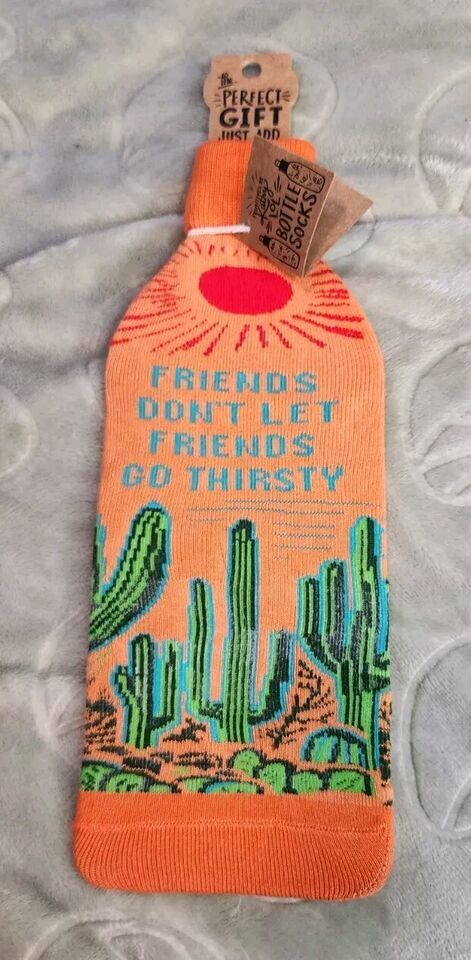 the
PERFECT
GIFT
JUST ADD
BOTTLE
SOCKS
FRIENDS
DON'T LET
FRIENDS
GO THIRSTY